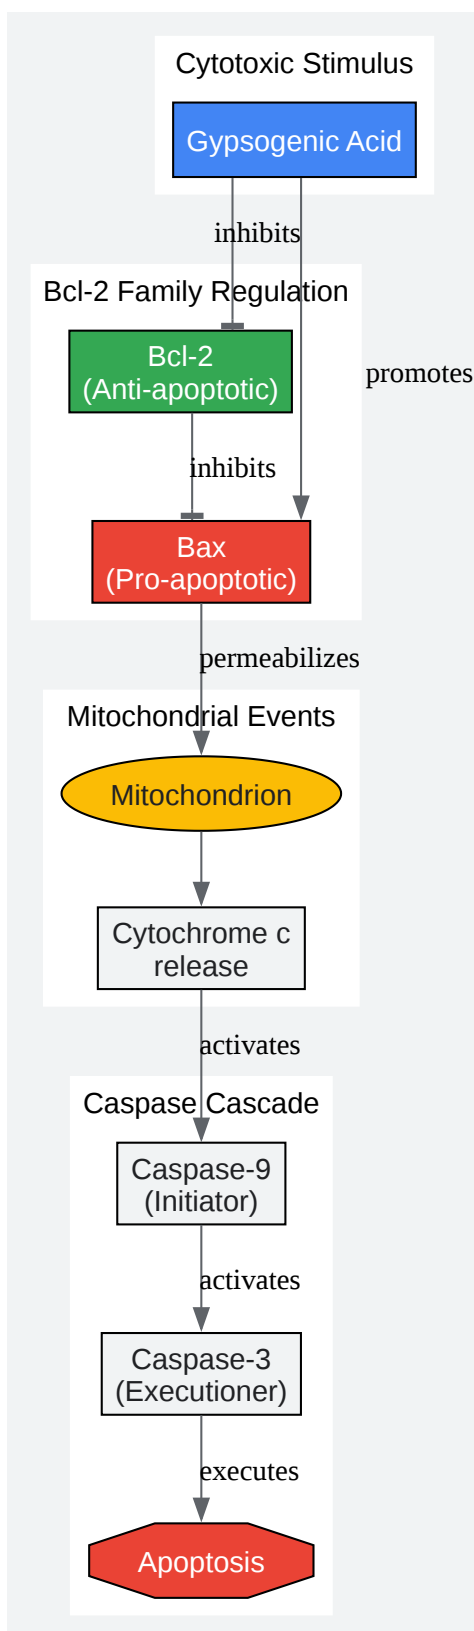 Cytotoxic Stimulus
Gypsogenic Acid
inhibits
Bcl-2 Family Regulation
Bcl-2
(Anti-apoptotic)
promotes
inhibits
Bax
(Pro-apoptotic)
permeabilizes
Mitochondrial Events
Mitochondrion
Cytochrome c
release
activates
Caspase Cascade
Caspase-9
(Initiator)
activates
Caspase-3
(Executioner)
executes
Apoptosis